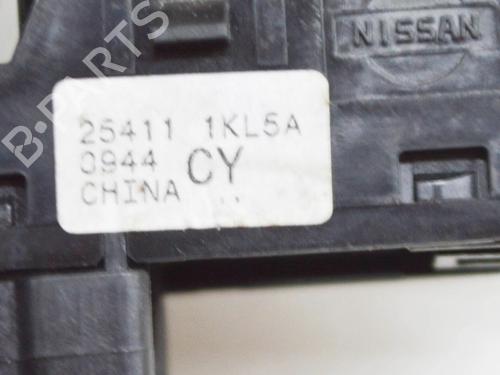 B-PARTS
NISSAN
25411 1KL5A
0944 CY
CHINA ..